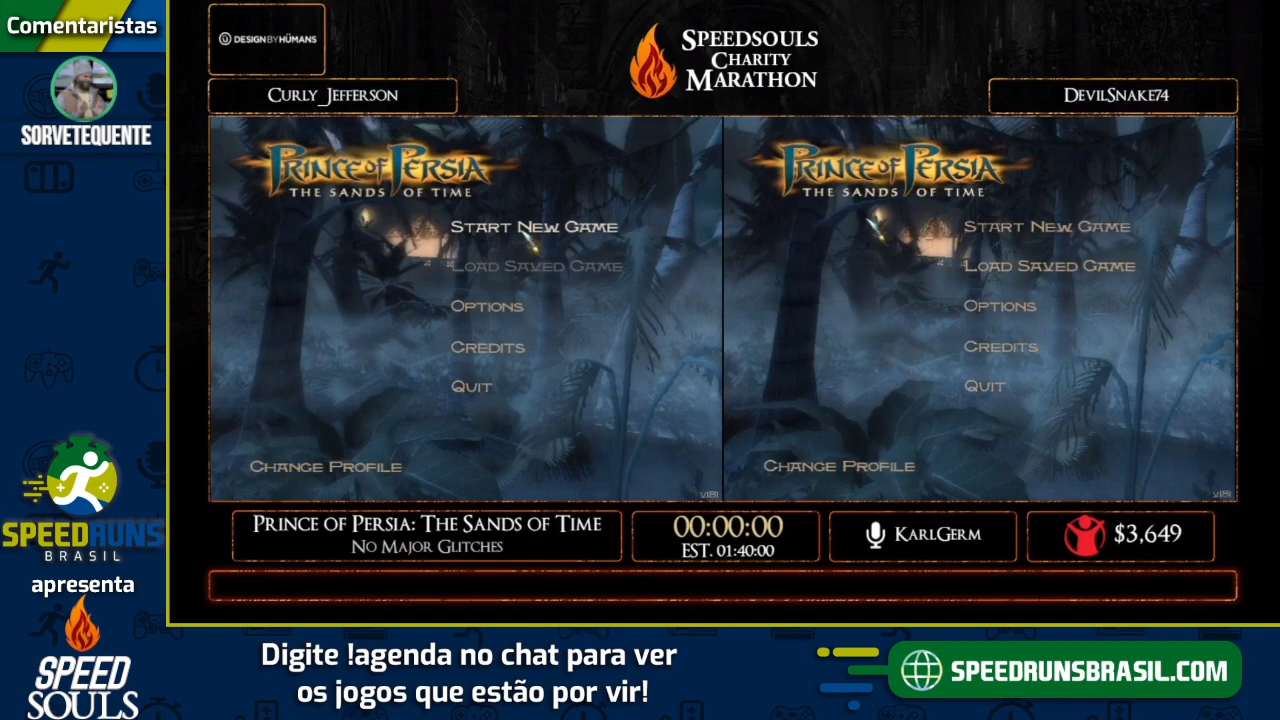 Comentaristas
SORVETEQUENTE
DESIGNBYHÜMANS
SPEEDSOULS
CHARITY
MARATHON
CURLY_JEFFERSON
DEVILSNAKE74
PRINCE OF PERSIA
THE SANDS OF TIME
START NEW GAME
LOAD SAVED GAME
OPTIONS
CREDITS
QUIT
CHANGE PROFILE
PRINCE OF PERSIA
THE SANDS OF TIME
START NEW GAME
LOAD SAVED GAME
OPTIONS
CREDITS
QUIT
CHANGE PROFILE
PRINCE OF PERSIA: THE SANDS OF TIME
NO MAJOR GLITCHES
00:00:00
EST. 01:40:00
KARLGERM
$3,649
SPEEDRUNS
BRASIL
apresenta
SPEED
SOULS
Digite !agenda no chat para ver
os jogos que estão por vir!
SPEEDRUNSBRASIL.COM